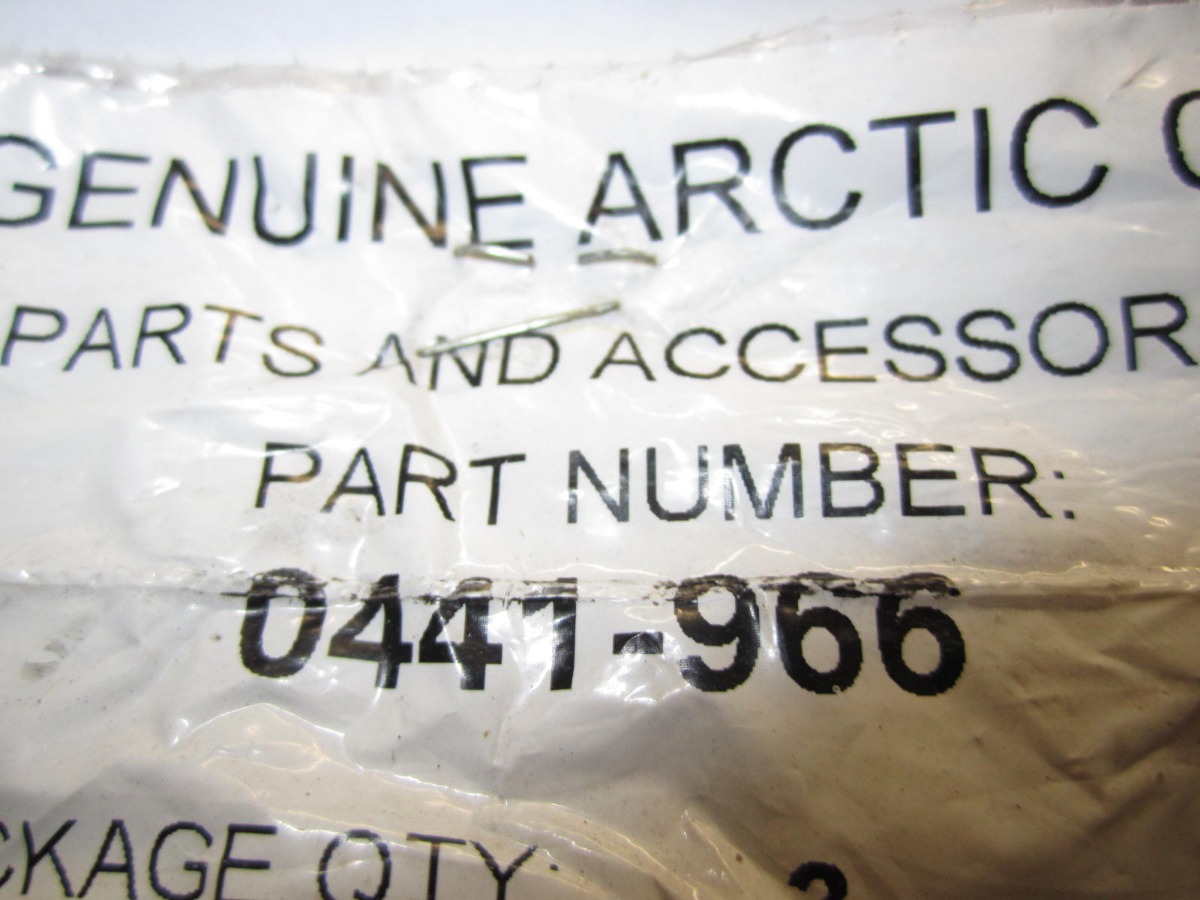 GENUINE ARCTIC C
PARTS AND ACCESSOR
PART NUMBER:
0441-966
CKAGE QTY: